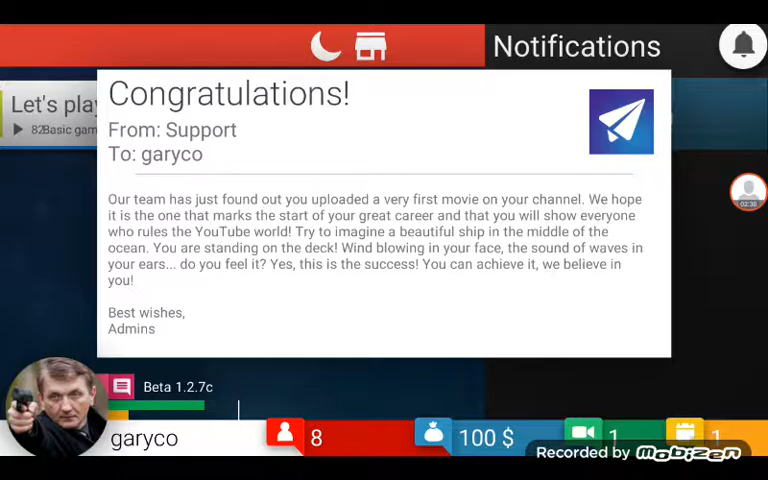 Notifications
Let's play
82Basic gam
Congratulations!
From: Support
To: garyco
Our team has just found out you uploaded a very first movie on your channel. We hope
it is the one that marks the start of your great career and that you will show everyone
who rules the YouTube world! Try to imagine a beautiful ship in the middle of the
ocean. You are standing on the deck! Wind blowing in your face, the sound of waves in
your ears... do you feel it? Yes, this is the success! You can achieve it, we believe in
you!
Best wishes,
Admins
02:30
Beta 1.2.7c
garyco
8
100 $
1
1
Recorded by Mobizen